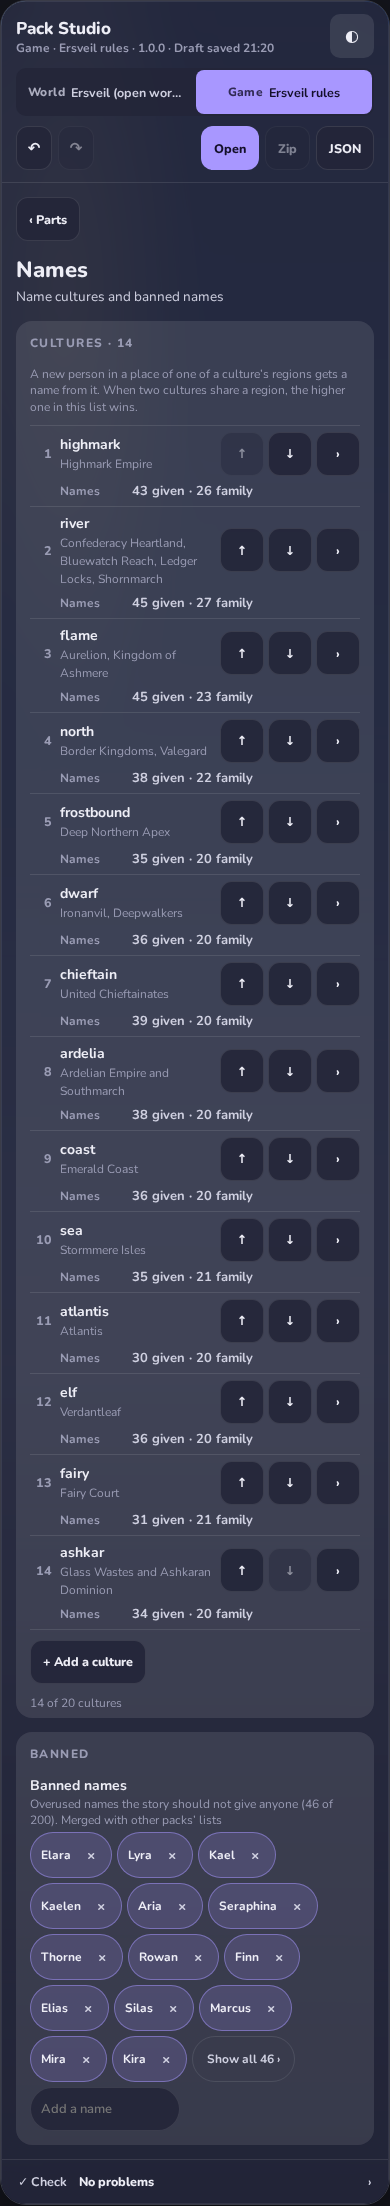 Pack Studio
Game · Ersveil rules · 1.0.0 · Draft saved 21:20
World Ersveil (open wor...
Game Ersveil rules
Open Zip JSON
‹ Parts
Names
Name cultures and banned names
CULTURES · 14
A new person in a place of one of a culture's regions gets a
name from it. When two cultures share a region, the higher
one in this list wins.
1 highmark
Highmark Empire
↑ ↓ ›
Names 43 given · 26 family
2 river
Confederacy Heartland,
Bluewatch Reach, Ledger
Locks, Shornmarch
↑ ↓ ›
Names 45 given · 27 family
3 flame
Aurelion, Kingdom of
Ashmere
↑ ↓ ›
Names 45 given · 23 family
4 north
Border Kingdoms, Valegard
↑ ↓ ›
Names 38 given · 22 family
5 frostbound
Deep Northern Apex
↑ ↓ ›
Names 35 given · 20 family
6 dwarf
Ironanvil, Deepwalkers
↑ ↓ ›
Names 36 given · 20 family
7 chieftain
United Chieftainates
↑ ↓ ›
Names 39 given · 20 family
8 ardelia
Ardelian Empire and
Southmarch
↑ ↓ ›
Names 38 given · 20 family
9 coast
Emerald Coast
↑ ↓ ›
Names 36 given · 20 family
10 sea
Stormmere Isles
↑ ↓ ›
Names 35 given · 21 family
11 atlantis
Atlantis
↑ ↓ ›
Names 30 given · 20 family
12 elf
Verdantleaf
↑ ↓ ›
Names 36 given · 20 family
13 fairy
Fairy Court
↑ ↓ ›
Names 31 given · 21 family
14 ashkar
Glass Wastes and Ashkaran
Dominion
↑ ↓ ›
Names 34 given · 20 family
+ Add a culture
14 of 20 cultures
BANNED
Banned names
Overused names the story should not give anyone (46 of
200). Merged with other packs' lists
Elara × Lyra × Kael ×
Kaelen × Aria × Seraphina ×
Thorne × Rowan × Finn ×
Elias × Silas × Marcus ×
Mira × Kira × Show all 46 ›
Add a name
✓ Check No problems ›